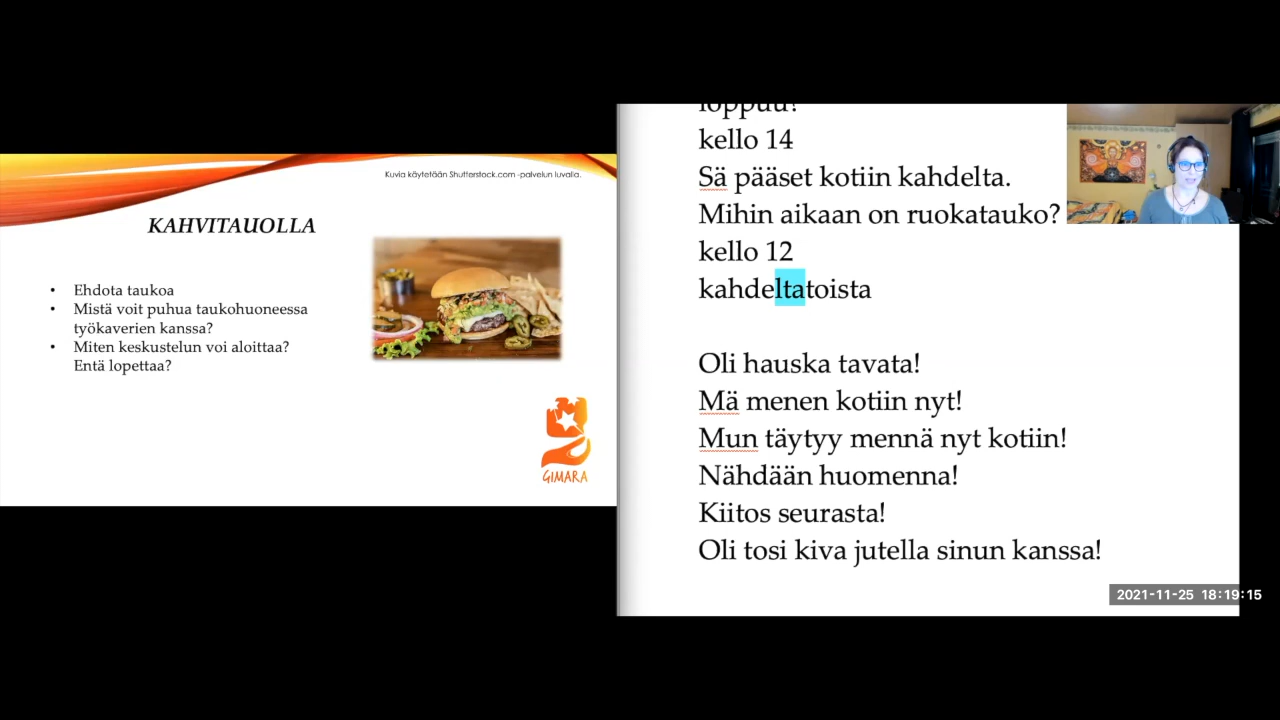 Kuvia käytetään Shutterstock.com -palvelun luvalla.
KAHVITAUOLLA
• Ehdota taukoa
• Mistä voit puhua taukohuoneessa
työkaverien kanssa?
• Miten keskustelun voi aloittaa?
Entä lopettaa?
GIMARA
loppuu?
kello 14
Sä pääset kotiin kahdelta.
Mihin aikaan on ruokatauko?
kello 12
kahdeltatoista
Oli hauska tavata!
Mä menen kotiin nyt!
Mun täytyy mennä nyt kotiin!
Nähdään huomenna!
Kiitos seurasta!
Oli tosi kiva jutella sinun kanssa!
2021-11-25 18:19:15